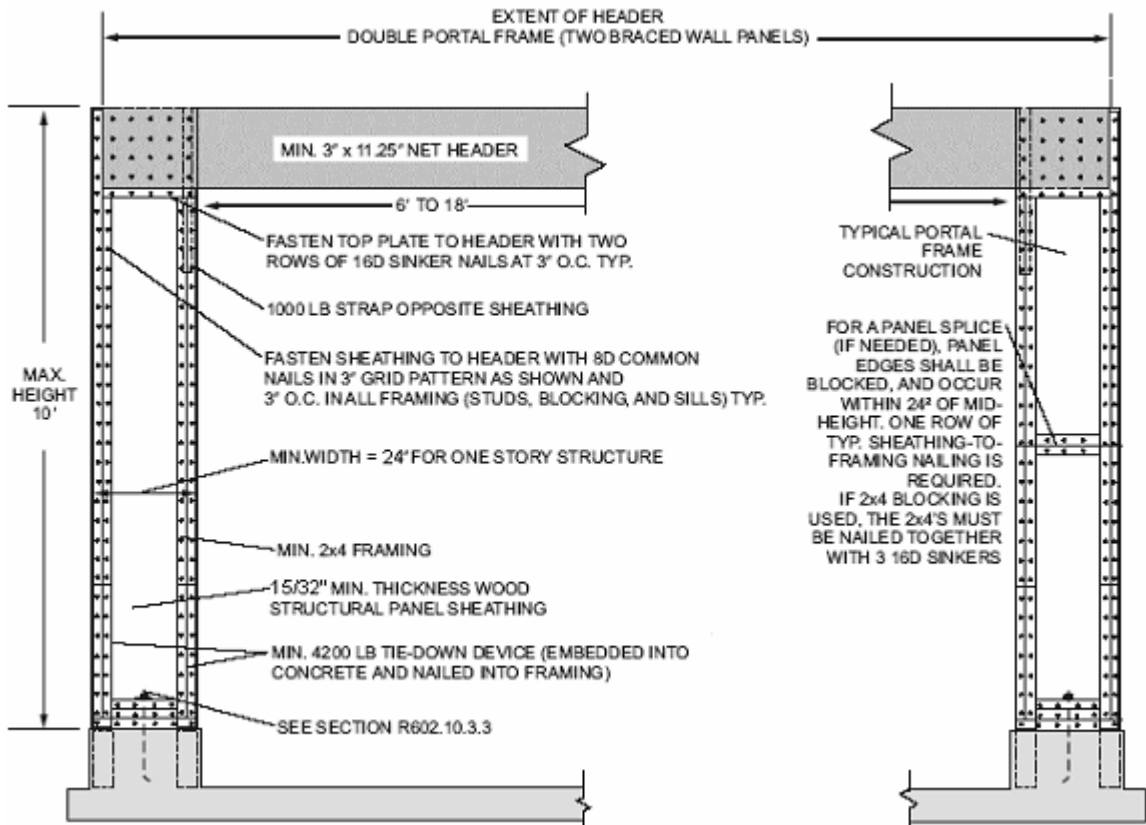 EXTENT OF HEADER
DOUBLE PORTAL FRAME (TWO BRACED WALL PANELS)
MIN. 3" x 11.25" NET HEADER
6' TO 18'
FASTEN TOP PLATE TO HEADER WITH TWO
ROWS OF 16D SINKER NAILS AT 3" O.C. TYP.
1000 LB STRAP OPPOSITE SHEATHING
FASTEN SHEATHING TO HEADER WITH 8D COMMON
NAILS IN 3" GRID PATTERN AS SHOWN AND
3" O.C. IN ALL FRAMING (STUDS, BLOCKING, AND SILLS) TYP.
MAX.
HEIGHT
10'
MIN.WIDTH = 24" FOR ONE STORY STRUCTURE
MIN. 2x4 FRAMING
15/32" MIN. THICKNESS WOOD
STRUCTURAL PANEL SHEATHING
MIN. 4200 LB TIE-DOWN DEVICE (EMBEDDED INTO
CONCRETE AND NAILED INTO FRAMING)
SEE SECTION R602.10.3.3
TYPICAL PORTAL
FRAME
CONSTRUCTION
FOR A PANEL SPLICE
(IF NEEDED), PANEL
EDGES SHALL BE
BLOCKED, AND OCCUR
WITHIN 24² OF MID-
HEIGHT. ONE ROW OF
TYP. SHEATHING-TO-
FRAMING NAILING IS
REQUIRED.
IF 2x4 BLOCKING IS
USED, THE 2x4'S MUST
BE NAILED TOGETHER
WITH 3 16D SINKERS